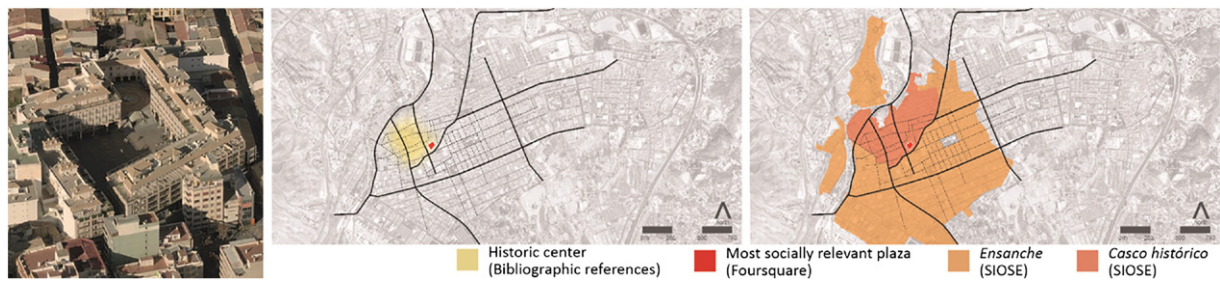 Historic center
(Bibliographic references)
Most socially relevant plaza
(Foursquare)
Ensanche
(SIOSE)
Casco histórico
(SIOSE)